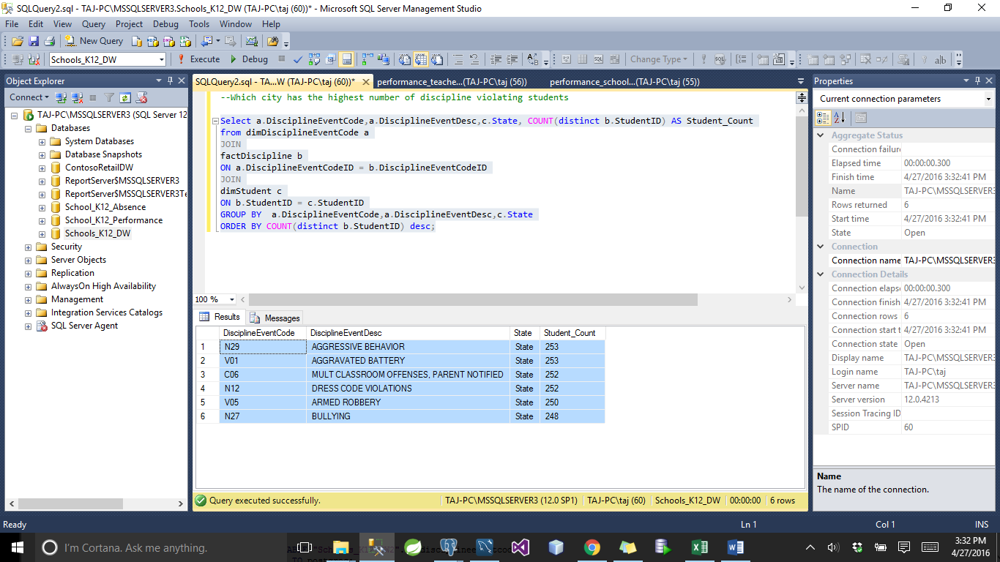 SQLQuery2.sql - TAJ-PC\MSSQLSERVER3.Schools_K12_DW (TAJ-PC\taj (60))* - Microsoft SQL Server Management Studio
File Edit View Query Project Debug Tools Window Help
New Query
Schools_K12_DW Execute Debug Change Type
Object Explorer
Connect
TAJ-PC\MSSQLSERVER3 (SQL Server 12
Databases
System Databases
Database Snapshots
ContosoRetailDW
ReportServer$MSSQLSERVER3
ReportServer$MSSQLSERVER3Te
School_K12_Absence
School_K12_Performance
Schools_K12_DW
Security
Server Objects
Replication
AlwaysOn High Availability
Management
Integration Services Catalogs
SQL Server Agent
SQLQuery2.sql - TA...W (TAJ-PC\taj (60))* performance_teache...(TAJ-PC\taj (56)) performance_school...(TAJ-PC\taj (55))
--Which city has the highest number of discipline violating students
Select a.DisciplineEventCode,a.DisciplineEventDesc,c.State, COUNT(distinct b.StudentID) AS Student_Count
from dimDisciplineEventCode a
JOIN
factDiscipline b
ON a.DisciplineEventCodeID = b.DisciplineEventCodeID
JOIN
dimStudent c
ON b.StudentID = c.StudentID
GROUP BY  a.DisciplineEventCode,a.DisciplineEventDesc,c.State
ORDER BY COUNT(distinct b.StudentID) desc;
100 %
Results Messages
DisciplineEventCode DisciplineEventDesc State Student_Count
1 N29 AGGRESSIVE BEHAVIOR State 253
2 V01 AGGRAVATED BATTERY State 253
3 C06 MULT CLASSROOM OFFENSES, PARENT NOTIFIED State 252
4 N12 DRESS CODE VIOLATIONS State 252
5 V05 ARMED ROBBERY State 250
6 N27 BULLYING State 248
Query executed successfully. TAJ-PC\MSSQLSERVER3 (12.0 SP1) TAJ-PC\taj (60) Schools_K12_DW 00:00:00 6 rows
Properties
Current connection parameters
Aggregate Status
Connection failure
Elapsed time 00:00:00.300
Finish time 4/27/2016 3:32:41 PM
Name TAJ-PC\MSSQLSERVER3
Rows returned 6
Start time 4/27/2016 3:32:41 PM
State Open
Connection
Connection name TAJ-PC\MSSQLSERVER3
Connection Details
Connection elaps 00:00:00.300
Connection finish 4/27/2016 3:32:41 PM
Connection rows 6
Connection start t 4/27/2016 3:32:41 PM
Connection state Open
Display name TAJ-PC\MSSQLSERVER3
Login name TAJ-PC\taj
Server name TAJ-PC\MSSQLSERVER3
Server version 12.0.4213
Session Tracing ID
SPID 60
Name
The name of the connection.
Ready Ln 1 Col 1 INS
I'm Cortana. Ask me anything.
3:32 PM
4/27/2016